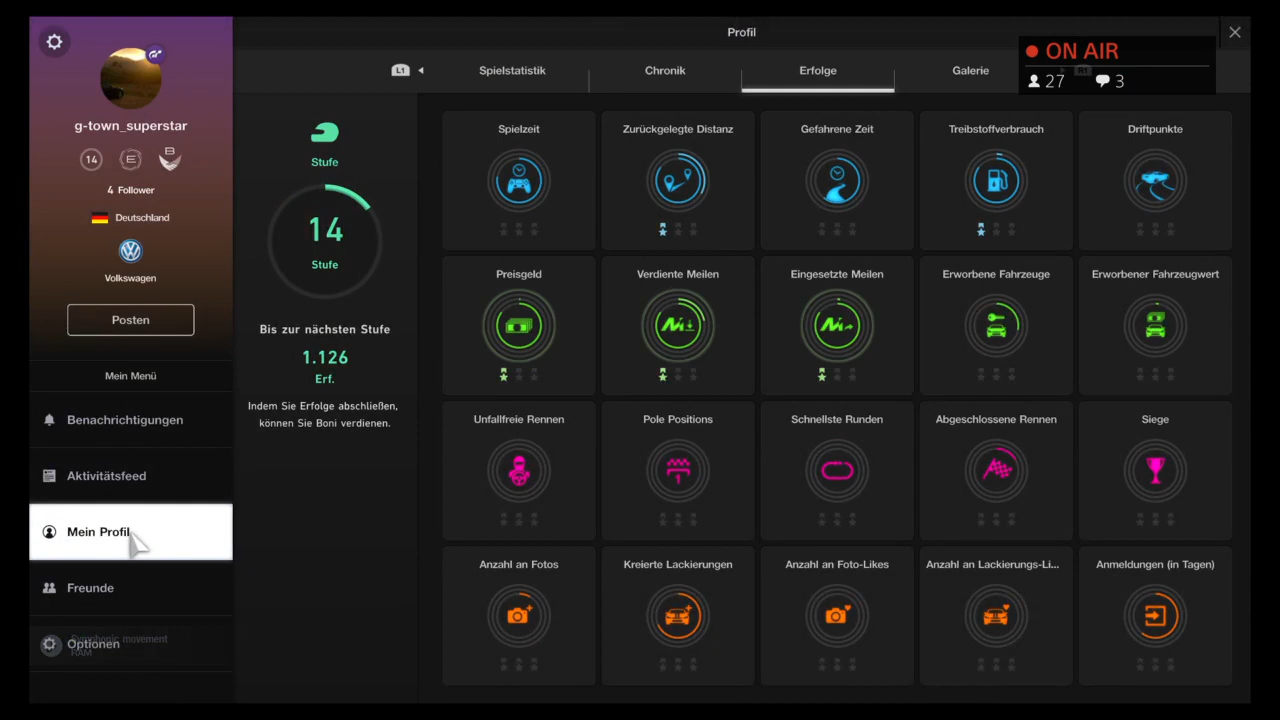 Profil
ON AIR
27
3
L1
Spielstatistik
Chronik
Erfolge
Galerie
R1
g-town_superstar
14
E
B
4 Follower
Deutschland
Volkswagen
Posten
Mein Menü
Benachrichtigungen
Aktivitätsfeed
Mein Profil
Freunde
Optionen
Symphonic movement
RAM
Stufe
14
Stufe
Bis zur nächsten Stufe
1.126
Erf.
Indem Sie Erfolge abschließen,
können Sie Boni verdienen.
Spielzeit
Zurückgelegte Distanz
Gefahrene Zeit
Treibstoffverbrauch
Driftpunkte
Preisgeld
Verdiente Meilen
Eingesetzte Meilen
Erworbene Fahrzeuge
Erworbener Fahrzeugwert
Unfallfreie Rennen
Pole Positions
Schnellste Runden
Abgeschlossene Rennen
Siege
Anzahl an Fotos
Kreierte Lackierungen
Anzahl an Foto-Likes
Anzahl an Lackierungs-Li...
Anmeldungen (in Tagen)